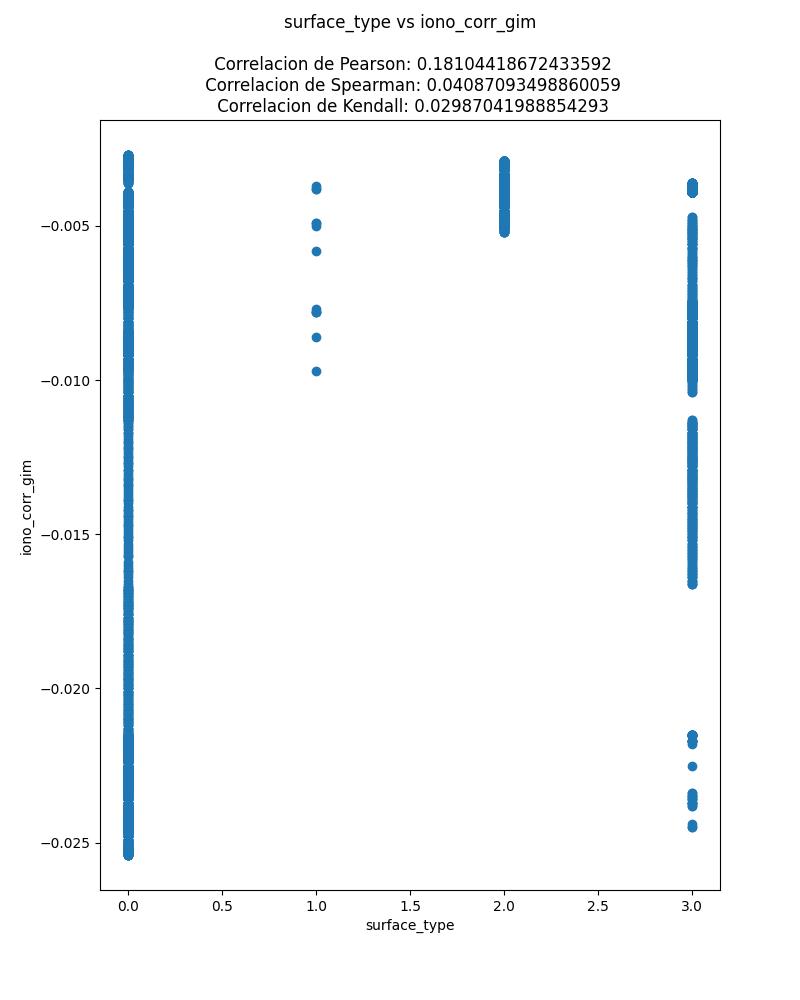 surface_type vs iono_corr_gim
Correlacion de Pearson: 0.18104418672433592
Correlacion de Spearman: 0.04087093498860059
Correlacion de Kendall: 0.02987041988854293
−0.005
−0.010
−0.015
−0.020
−0.025
iono_corr_gim
0.0 0.5 1.0 1.5 2.0 2.5 3.0
surface_type